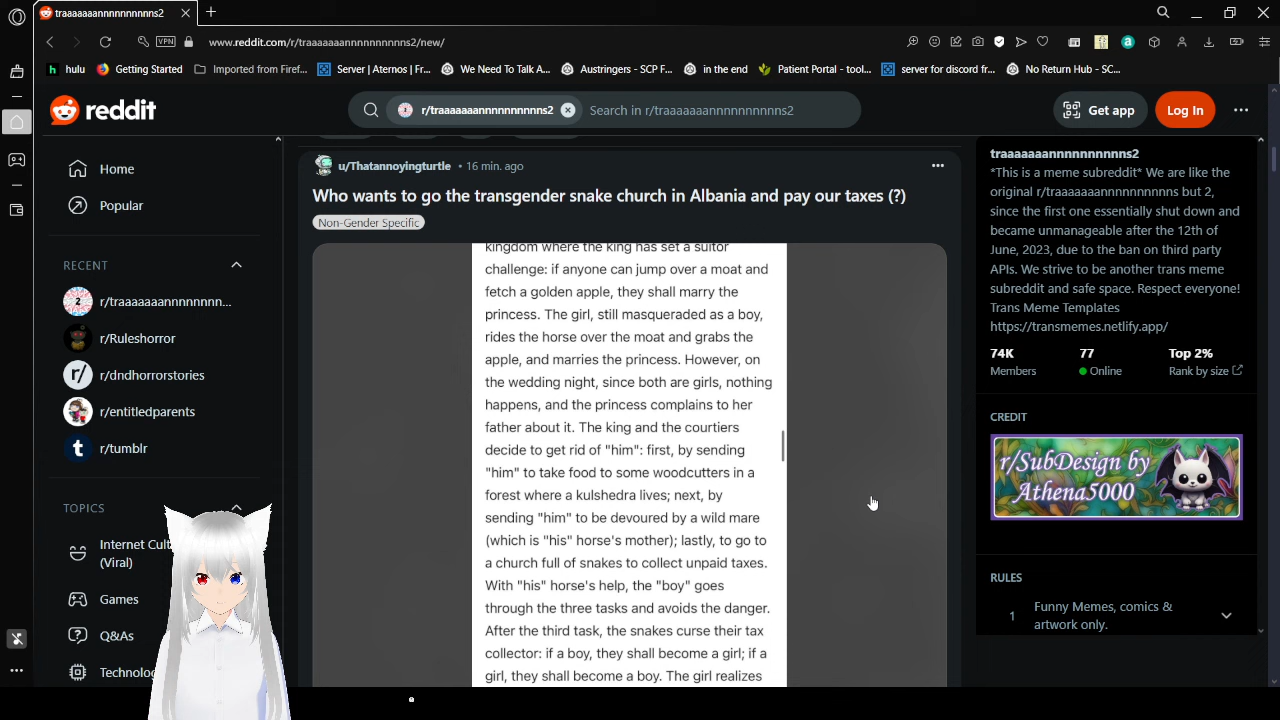 traaaaaaannnnnnnnnns2
VPN
www.reddit.com/r/traaaaaaannnnnnnnnns2/new/
hulu
Getting Started
Imported from Firef...
Server | Aternos | Fr...
We Need To Talk A...
Austringers - SCP F...
in the end
Patient Portal - tool...
server for discord fr...
No Return Hub - SC...
reddit
r/traaaaaaannnnnnnnnns2
Search in r/traaaaaaannnnnnnnnns2
Get app
Log In
Home
Popular
RECENT
r/traaaaaaannnnnnn...
r/Ruleshorror
r/dndhorrorstories
r/entitledparents
r/tumblr
TOPICS
Internet Cult
(Viral)
Games
Q&As
Technolog
u/Thatannoyingturtle • 16 min. ago
Who wants to go the transgender snake church in Albania and pay our taxes (?)
Non-Gender Specific
kingdom where the king has set a suitor
challenge: if anyone can jump over a moat and
fetch a golden apple, they shall marry the
princess. The girl, still masqueraded as a boy,
rides the horse over the moat and grabs the
apple, and marries the princess. However, on
the wedding night, since both are girls, nothing
happens, and the princess complains to her
father about it. The king and the courtiers
decide to get rid of "him": first, by sending
"him" to take food to some woodcutters in a
forest where a kulshedra lives; next, by
sending "him" to be devoured by a wild mare
(which is "his" horse's mother); lastly, to go to
a church full of snakes to collect unpaid taxes.
With "his" horse's help, the "boy" goes
through the three tasks and avoids the danger.
After the third task, the snakes curse their tax
collector: if a boy, they shall become a girl; if a
girl, they shall become a boy. The girl realizes
traaaaaaannnnnnnnnns2
*This is a meme subreddit* We are like the
original r/traaaaaaannnnnnnnnns but 2,
since the first one essentially shut down and
became unmanageable after the 12th of
June, 2023, due to the ban on third party
APIs. We strive to be another trans meme
subreddit and safe space. Respect everyone!
Trans Meme Templates
https://transmemes.netlify.app/
74K
Members
77
Online
Top 2%
Rank by size
CREDIT
r/SubDesign by
Athena5000
RULES
1
Funny Memes, comics &
artwork only.